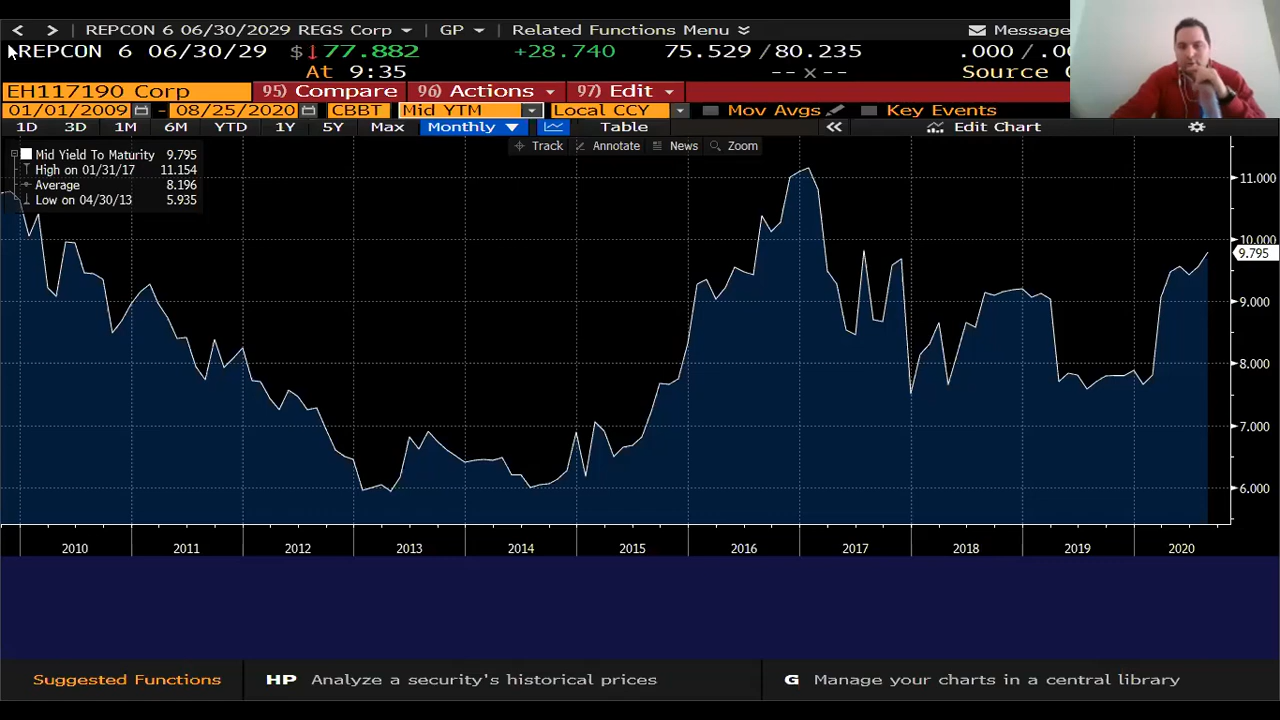 REPCON 6 06/30/2029 REGS Corp GP Related Functions Menu Message
REPCON 6 06/30/29 $↓77.882 +28.740 75.529 / 80.235 .000 /
At 9:35 -- x -- Source
EH117190 Corp 95) Compare 96) Actions 97) Edit
01/01/2009 - 08/25/2020 CBBT Mid YTM Local CCY Mov Avgs Key Events
1D 3D 1M 6M YTD 1Y 5Y Max Monthly ▼ Table « Edit Chart
Track Annotate News Zoom
Mid Yield To Maturity 9.795
High on 01/31/17 11.154
Average 8.196
Low on 04/30/13 5.935
11.000
10.000
9.795
9.000
8.000
7.000
6.000
2010 2011 2012 2013 2014 2015 2016 2017 2018 2019 2020
Suggested Functions HP Analyze a security's historical prices G Manage your charts in a central library